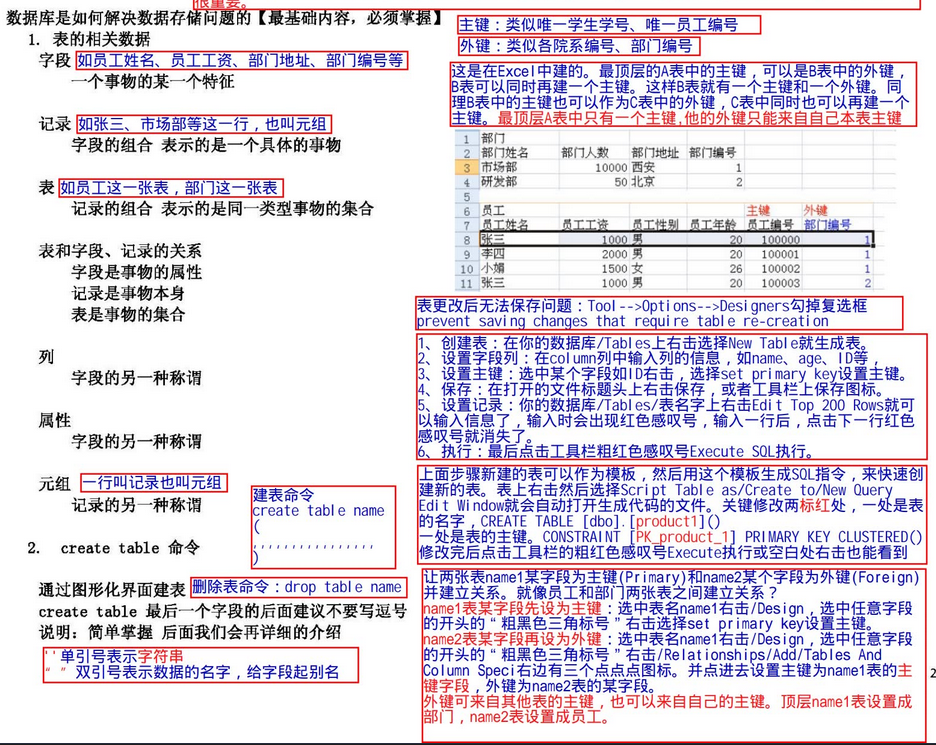 很重要。
数据库是如何解决数据存储问题的【最基础内容，必须掌握】
1. 表的相关数据
字段 如员工姓名、员工工资、部门地址、部门编号等
一个事物的某一个特征
记录 如张三、市场部等这一行，也叫元组
字段的组合 表示的是一个具体的事物
表 如员工这一张表，部门这一张表
记录的组合 表示的是同一类型事物的集合
表和字段、记录的关系
字段是事物的属性
记录是事物本身
表是事物的集合
列
字段的另一种称谓
属性
字段的另一种称谓
元组 一行叫记录也叫元组
记录的另一种称谓
建表命令
create table name
(
,,,,,,,,,,,,,,,,
)
2. create table 命令
通过图形化界面建表 删除表命令：drop table name
create table 最后一个字段的后面建议不要写逗号
说明：简单掌握 后面我们会再详细的介绍
' '单引号表示字符串
“ ” 双引号表示数据的名字，给字段起别名
主键：类似唯一学生学号、唯一员工编号
外键：类似各院系编号、部门编号
这是在Excel中建的。最顶层的A表中的主键，可以是B表中的外键，
B表可以同时再建一个主键。这样B表就有一个主键和一个外键。同
理B表中的主键也可以作为C表中的外键，C表中同时也可以再建一个
主键。最顶层A表中只有一个主键,他的外键只能来自自己本表主键
1 部门
2 部门姓名 部门人数 部门地址 部门编号
3 市场部 10000 西安 1
4 研发部 50 北京 2
5
6 员工 主键 外键
7 员工姓名 员工工资 员工性别 员工年龄 员工编号 部门编号
8 张三 1000 男 20 100000 1
9 李四 2000 男 20 100001 1
10 小娟 1500 女 26 100002 1
11 张三 1000 男 20 100003 2
表更改后无法保存问题：Tool-->Options-->Designers勾掉复选框
prevent saving changes that require table re-creation
1、创建表：在你的数据库/Tables上右击选择New Table就生成表。
2、设置字段列：在column列中输入列的信息，如name、age、ID等，
3、设置主键：选中某个字段如ID右击，选择set primary key设置主键。
4、保存：在打开的文件标题头上右击保存，或者工具栏上保存图标。
5、设置记录：你的数据库/Tables/表名字上右击Edit Top 200 Rows就可
以输入信息了，输入时会出现红色感叹号，输入一行后，点击下一行红色
感叹号就消失了。
6、执行：最后点击工具栏粗红色感叹号Execute SQL执行。
上面步骤新建的表可以作为模板，然后用这个模板生成SQL指令，来快速创
建新的表。表上右击然后选择Script Table as/Create to/New Query
Edit Window就会自动打开生成代码的文件。关键修改两标红处，一处是表
的名字，CREATE TABLE [dbo].[product1]()
一处是表的主键。CONSTRAINT [PK_product_1] PRIMARY KEY CLUSTERED()
修改完后点击工具栏的粗红色感叹号Execute执行或空白处右击也能看到
让两张表name1某字段为主键(Primary)和name2某个字段为外键(Foreign)
并建立关系。就像员工和部门两张表之间建立关系？
name1表某字段先设为主键：选中表名name1右击/Design，选中任意字段
的开头的“粗黑色三角标号”右击选择set primary key设置主键。
name2表某字段再设为外键：选中表名name1右击/Design，选中任意字段
的开头的“粗黑色三角标号”右击/Relationships/Add/Tables And
Column Speci右边有三个点点点图标。并点进去设置主键为name1表的主
键字段，外键为name2表的某字段。
外键可来自其他表的主键，也可以来自自己的主键。顶层name1表设置成
部门，name2表设置成员工。
2